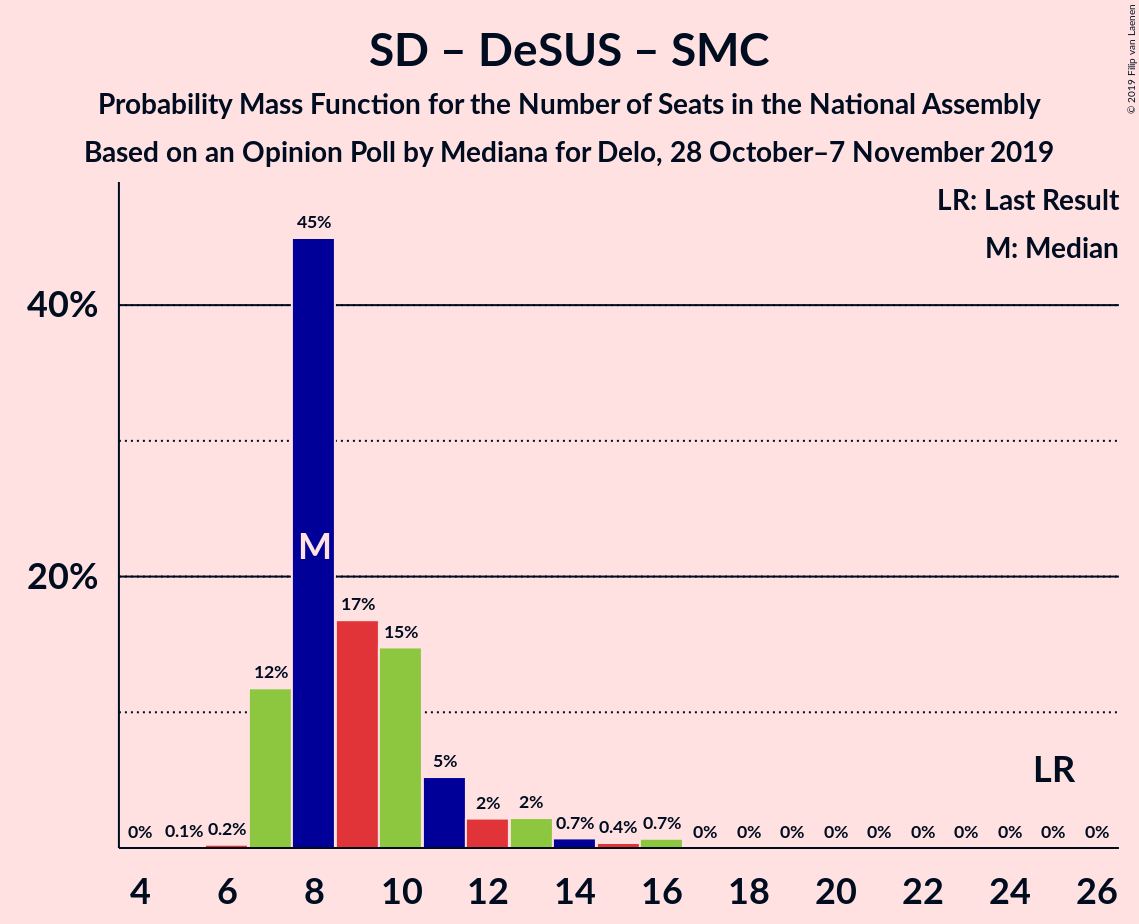 SD – DeSUS – SMC
Probability Mass Function for the Number of Seats in the National Assembly
Based on an Opinion Poll by Mediana for Delo, 28 October–7 November 2019
© 2019 Filip van Laenen
LR: Last Result
M: Median
45%
40%
M
20%
17%
15%
12%
LR
5%
0% 0.1% 0.2% 2% 2% 0.7% 0.4% 0.7% 0% 0% 0% 0% 0% 0% 0% 0% 0% 0%
4 6 8 10 12 14 16 18 20 22 24 26